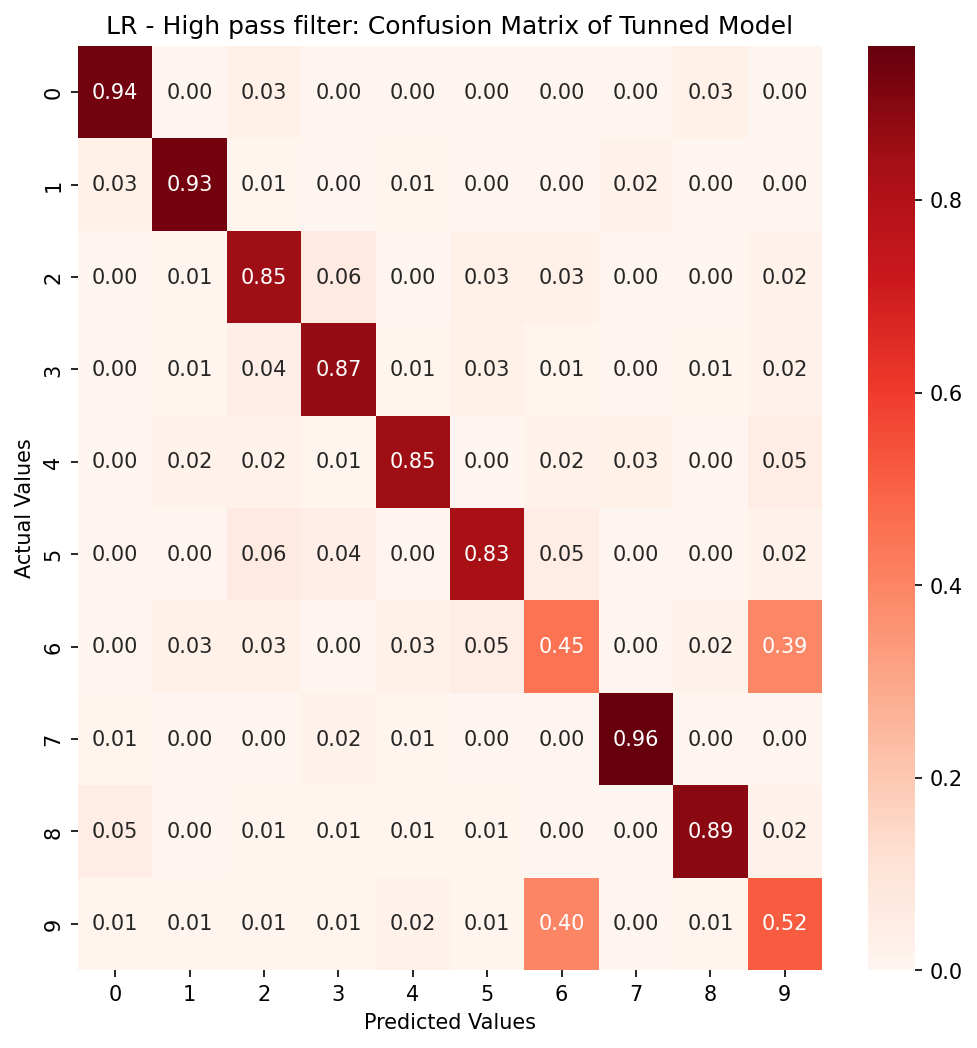 LR - High pass filter: Confusion Matrix of Tunned Model
0 0.94 0.00 0.03 0.00 0.00 0.00 0.00 0.00 0.03 0.00
1 0.03 0.93 0.01 0.00 0.01 0.00 0.00 0.02 0.00 0.00
2 0.00 0.01 0.85 0.06 0.00 0.03 0.03 0.00 0.00 0.02
3 0.00 0.01 0.04 0.87 0.01 0.03 0.01 0.00 0.01 0.02
4 0.00 0.02 0.02 0.01 0.85 0.00 0.02 0.03 0.00 0.05
5 0.00 0.00 0.06 0.04 0.00 0.83 0.05 0.00 0.00 0.02
6 0.00 0.03 0.03 0.00 0.03 0.05 0.45 0.00 0.02 0.39
7 0.01 0.00 0.00 0.02 0.01 0.00 0.00 0.96 0.00 0.00
8 0.05 0.00 0.01 0.01 0.01 0.01 0.00 0.00 0.89 0.02
9 0.01 0.01 0.01 0.01 0.02 0.01 0.40 0.00 0.01 0.52
0 1 2 3 4 5 6 7 8 9
Predicted Values
Actual Values
0.8
0.6
0.4
0.2
0.0